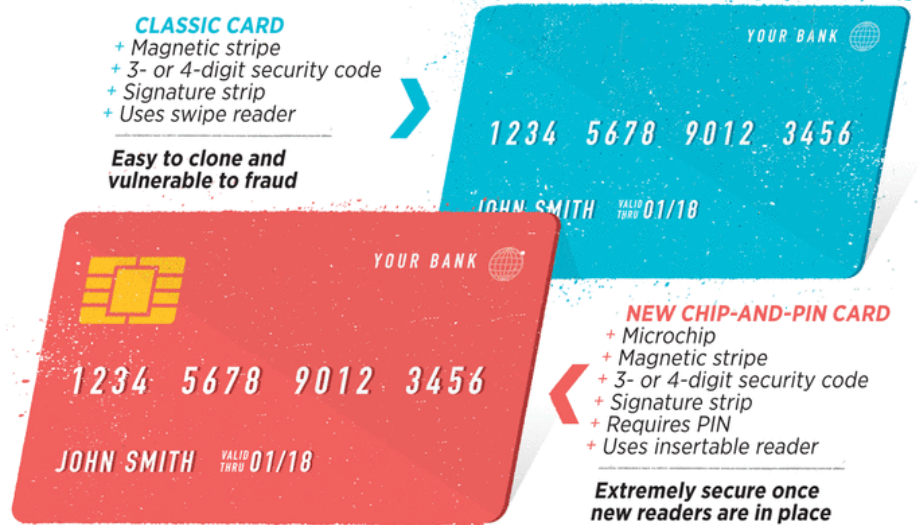 CLASSIC CARD
+ Magnetic stripe
+ 3- or 4-digit security code
+ Signature strip
+ Uses swipe reader
Easy to clone and
vulnerable to fraud
YOUR BANK
1234 5678 9012 3456
JOHN SMITH VALID THRU 01/18
YOUR BANK
1234 5678 9012 3456
JOHN SMITH VALID THRU 01/18
NEW CHIP-AND-PIN CARD
+ Microchip
+ Magnetic stripe
+ 3- or 4-digit security code
+ Signature strip
+ Requires PIN
+ Uses insertable reader
Extremely secure once
new readers are in place